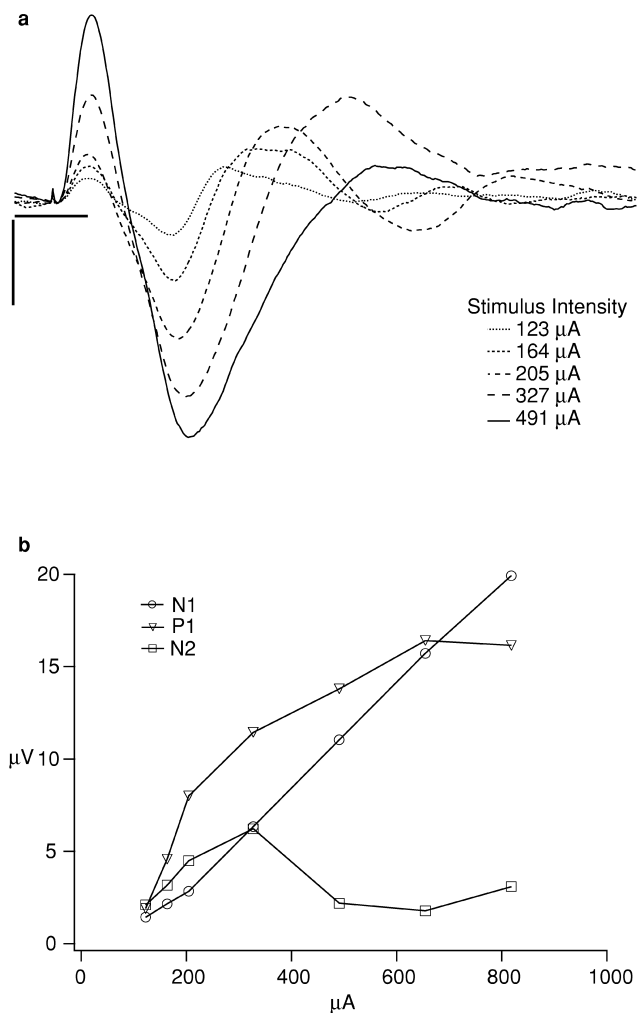 a
Stimulus Intensity
123 μA
164 μA
205 μA
327 μA
491 μA
b
20
15
μV 10
5
0
N1
P1
N2
0 200 400 600 800 1000
μA